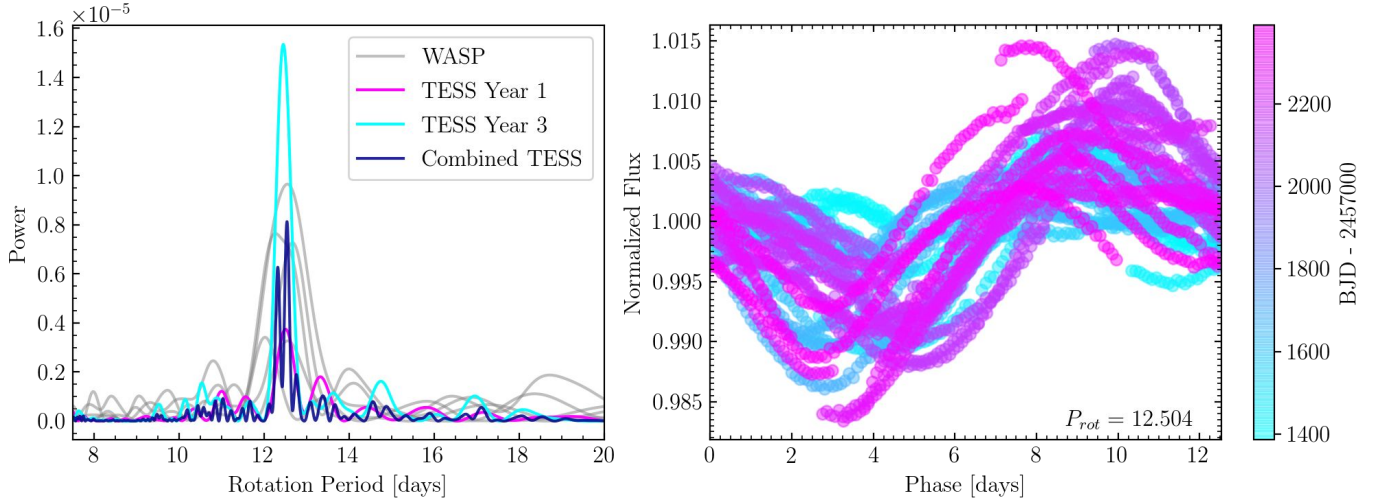 ×10⁻⁵
1.6
1.4
1.2
1.0
0.8
0.6
0.4
0.2
0.0
Power
8 10 12 14 16 18 20
Rotation Period [days]
WASP
TESS Year 1
TESS Year 3
Combined TESS
1.015
1.010
1.005
1.000
0.995
0.990
0.985
Normalized Flux
0 2 4 6 8 10 12
Phase [days]
P_rot = 12.504
2200
2000
1800
1600
1400
BJD - 2457000